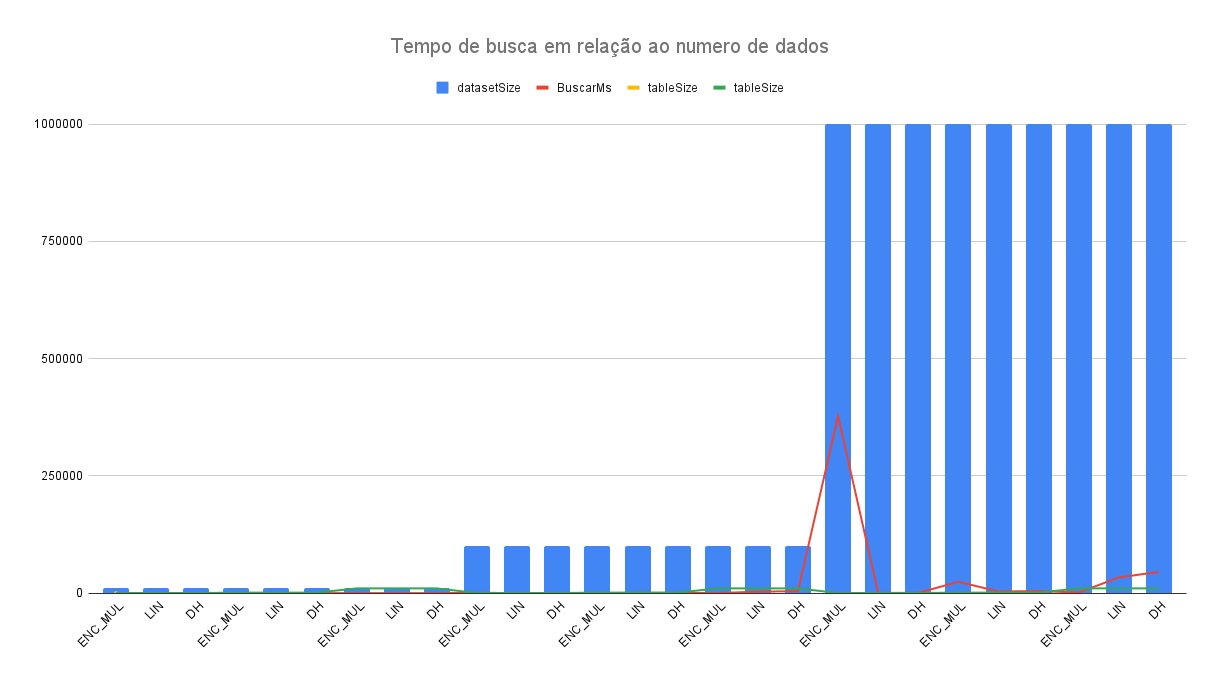 Tempo de busca em relação ao numero de dados
datasetSize BuscarMs tableSize tableSize
1000000
750000
500000
250000
0
ENC_MUL LIN DH ENC_MUL LIN DH ENC_MUL LIN DH ENC_MUL LIN DH ENC_MUL LIN DH ENC_MUL LIN DH ENC_MUL LIN DH ENC_MUL LIN DH ENC_MUL LIN DH